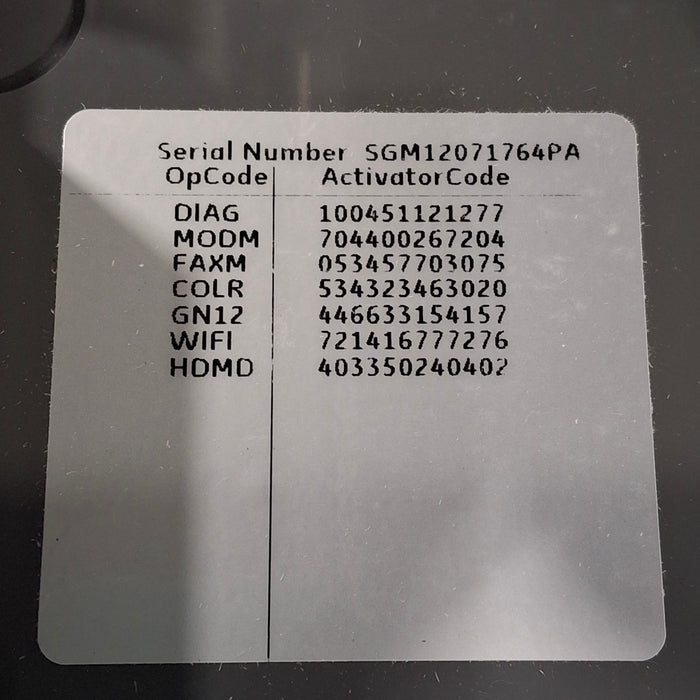 Serial Number SGM12071764PA
OpCode ActivatorCode
DIAG 100451121277
MODM 704400267204
FAXM 053457703075
COLR 534323463020
GN12 446633154157
WIFI 721416777276
HDMD 403350240402